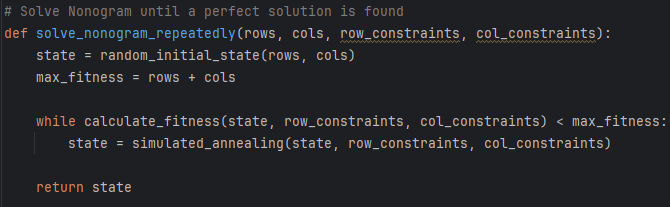 # Solve Nonogram until a perfect solution is found
def solve_nonogram_repeatedly(rows, cols, row_constraints, col_constraints):
    state = random_initial_state(rows, cols)
    max_fitness = rows + cols

    while calculate_fitness(state, row_constraints, col_constraints) < max_fitness:
        state = simulated_annealing(state, row_constraints, col_constraints)

    return state